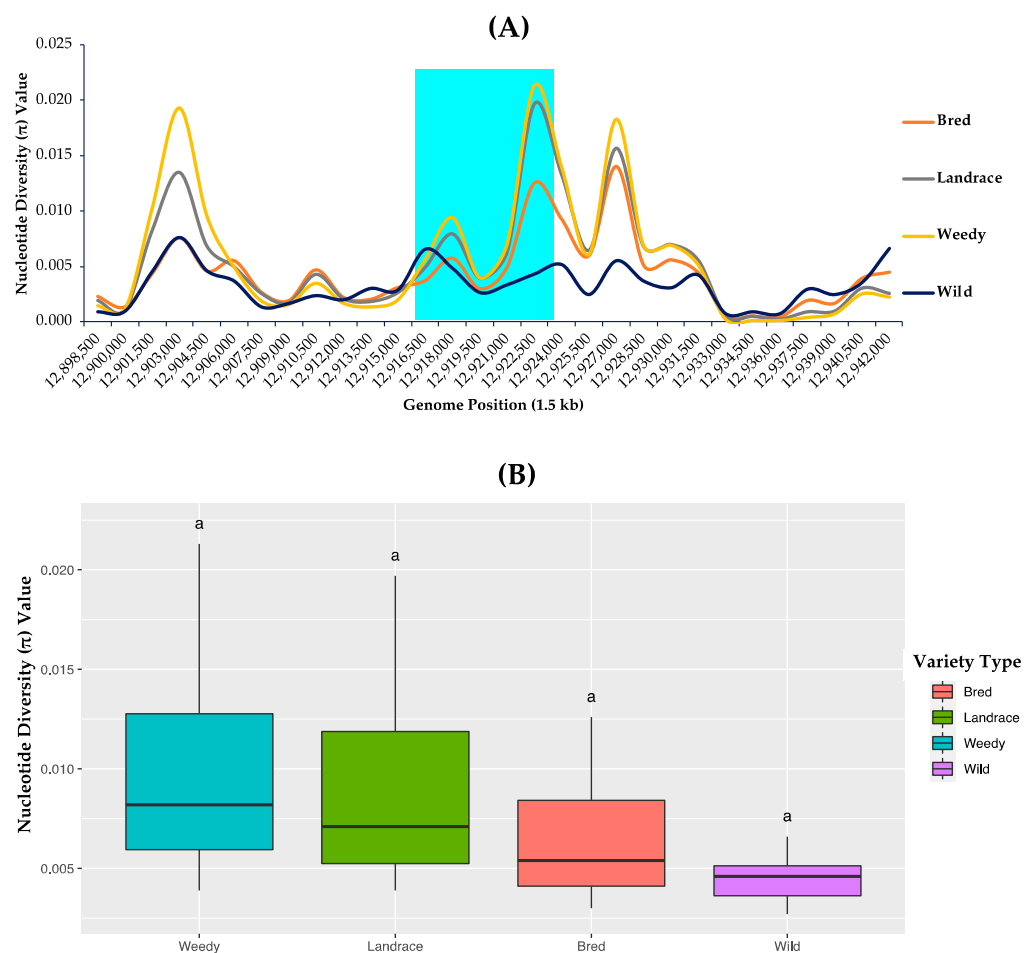 (A)
Nucleotide Diversity (π) Value
0.025
0.020
0.015
0.010
0.005
0.000
12,898,500
12,900,000
12,901,500
12,903,000
12,904,500
12,906,000
12,907,500
12,909,000
12,910,500
12,912,000
12,913,500
12,915,000
12,916,500
12,918,000
12,919,500
12,921,000
12,922,500
12,924,000
12,925,500
12,927,000
12,928,500
12,930,000
12,931,500
12,933,000
12,934,500
12,936,000
12,937,500
12,939,000
12,940,500
12,942,000
Genome Position (1.5 kb)
Bred
Landrace
Weedy
Wild
(B)
Nucleotide Diversity (π) Value
0.020
0.015
0.010
0.005
a
a
a
a
Weedy
Landrace
Bred
Wild
Variety Type
Bred
Landrace
Weedy
Wild